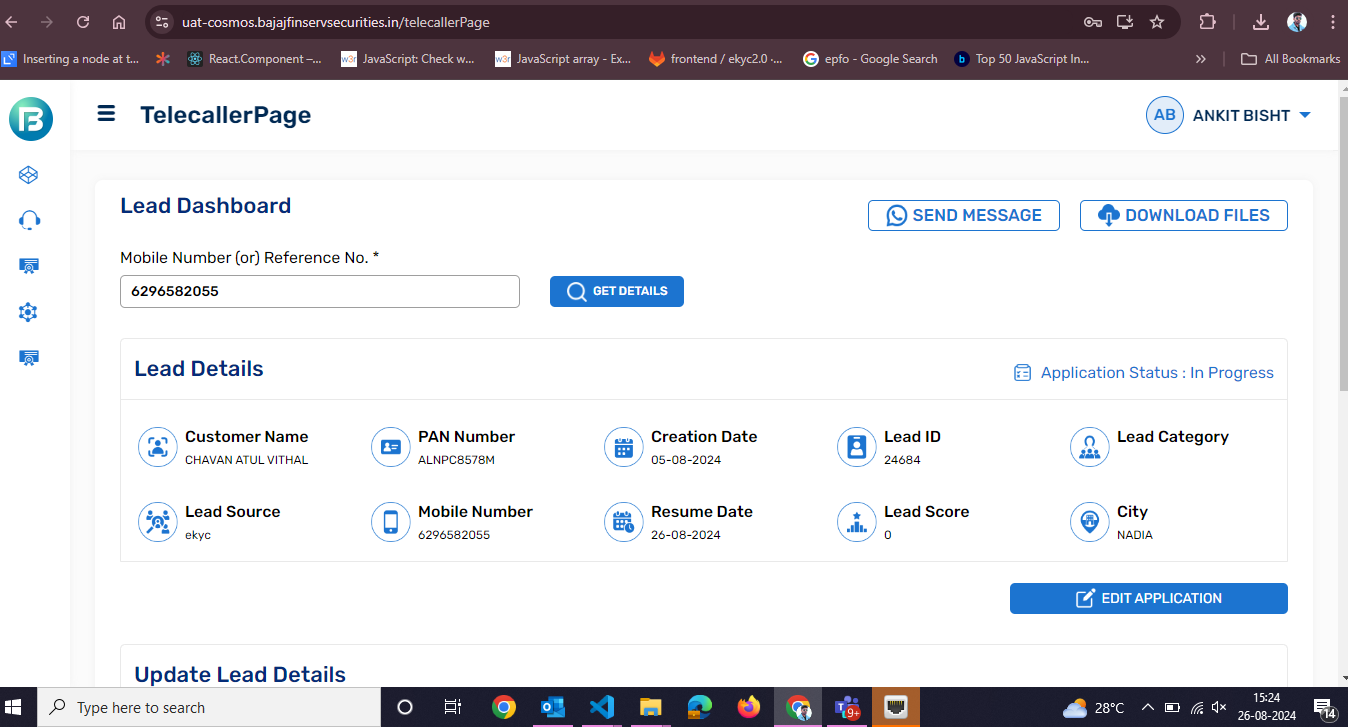 uat-cosmos.bajajfinservsecurities.in/telecallerPage
Inserting a node at t... React.Component –... JavaScript: Check w... JavaScript array - Ex... frontend / ekyc2.0 ·... epfo - Google Search Top 50 JavaScript In... » All Bookmarks
TelecallerPage
AB ANKIT BISHT
Lead Dashboard
SEND MESSAGE DOWNLOAD FILES
Mobile Number (or) Reference No. *
6296582055 GET DETAILS
Lead Details
Application Status : In Progress
Customer Name PAN Number Creation Date Lead ID Lead Category
CHAVAN ATUL VITHAL ALNPC8578M 05-08-2024 24684
Lead Source Mobile Number Resume Date Lead Score City
ekyc 6296582055 26-08-2024 0 NADIA
EDIT APPLICATION
Update Lead Details
Type here to search 9+ 28°C 15:24
26-08-2024 14